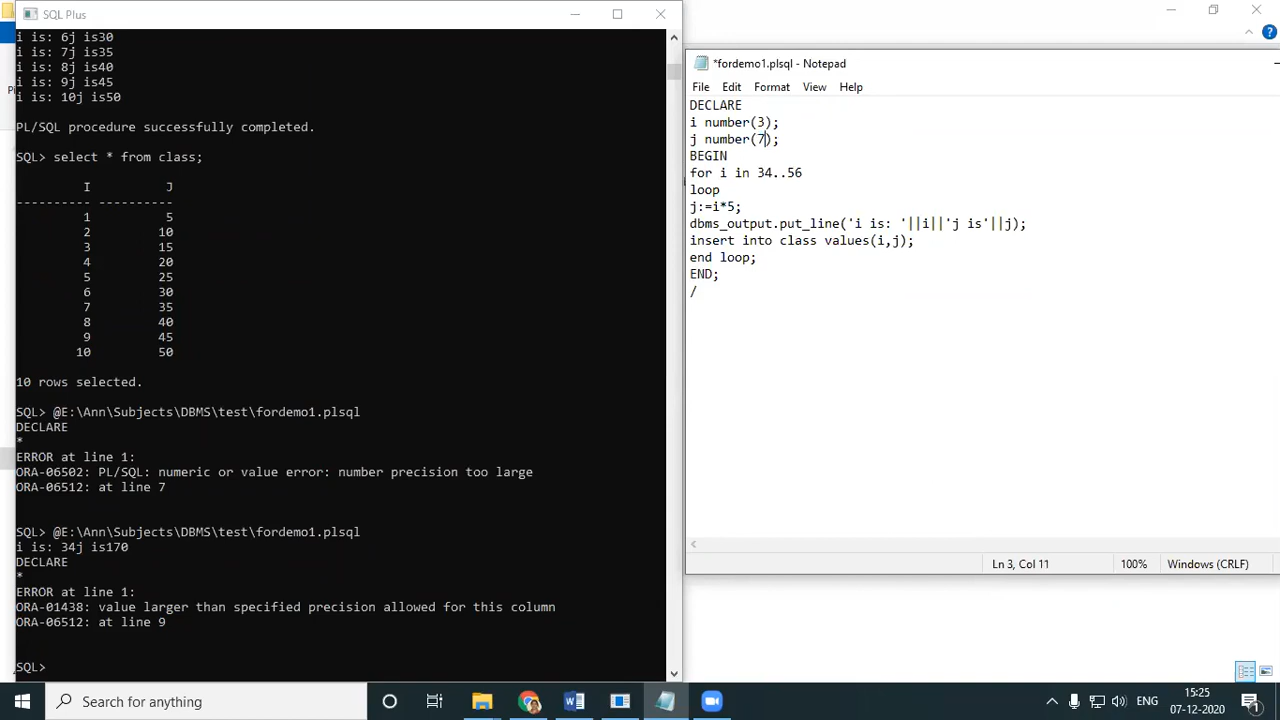 SQL Plus
i is: 6j is30
i is: 7j is35
i is: 8j is40
i is: 9j is45
i is: 10j is50
PL/SQL procedure successfully completed.
SQL> select * from class;
I J
---------- ----------
1 5
2 10
3 15
4 20
5 25
6 30
7 35
8 40
9 45
10 50
10 rows selected.
SQL> @E:\Ann\Subjects\DBMS\test\fordemo1.plsql
DECLARE
*
ERROR at line 1:
ORA-06502: PL/SQL: numeric or value error: number precision too large
ORA-06512: at line 7
SQL> @E:\Ann\Subjects\DBMS\test\fordemo1.plsql
i is: 34j is170
DECLARE
*
ERROR at line 1:
ORA-01438: value larger than specified precision allowed for this column
ORA-06512: at line 9
SQL>
*fordemo1.plsql - Notepad
File Edit Format View Help
DECLARE
i number(3);
j number(7);
BEGIN
for i in 34..56
loop
j:=i*5;
dbms_output.put_line('i is: '||i||'j is'||j);
insert into class values(i,j);
end loop;
END;
/
Ln 3, Col 11 100% Windows (CRLF)
Search for anything
ENG
15:25
07-12-2020
1